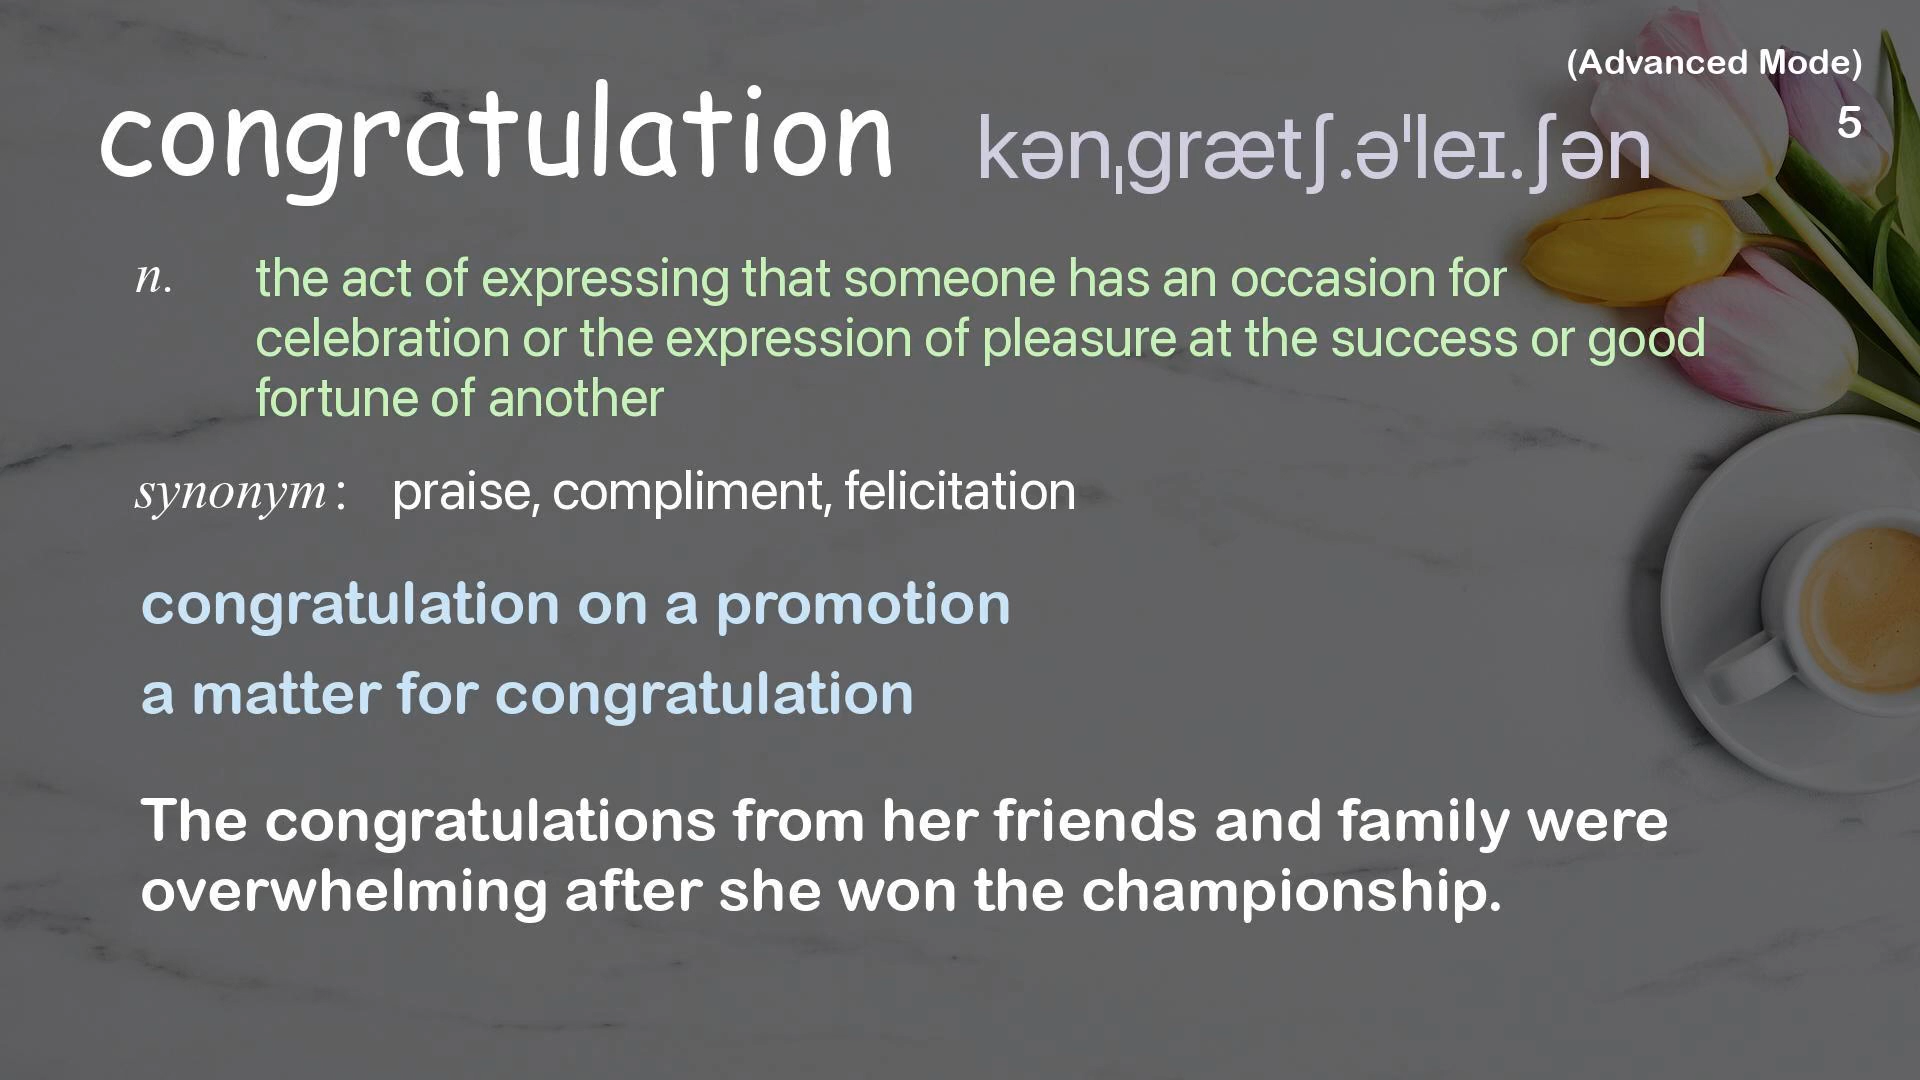 (Advanced Mode)
5
congratulation kənˌɡrætʃ.əˈleɪ.ʃən
n. the act of expressing that someone has an occasion for
celebration or the expression of pleasure at the success or good
fortune of another
synonym: praise, compliment, felicitation
congratulation on a promotion
a matter for congratulation
The congratulations from her friends and family were
overwhelming after she won the championship.